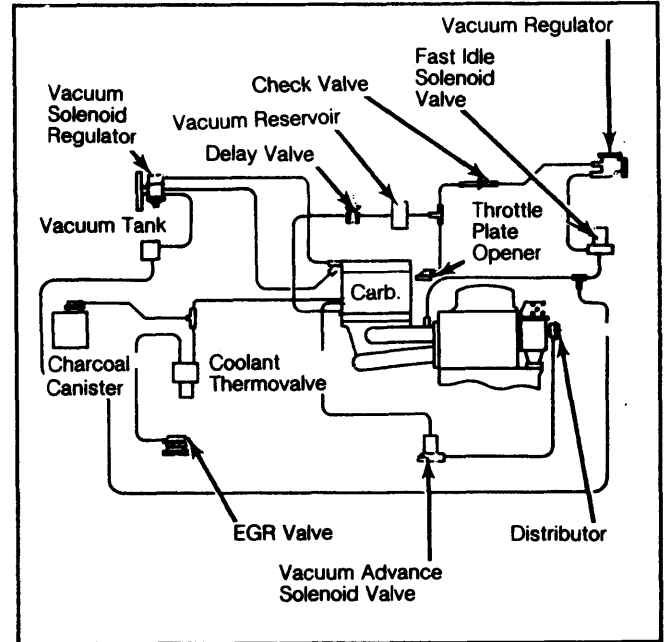 Vacuum Regulator
Fast Idle
Solenoid
Valve
Check Valve
Vacuum
Solenoid
Regulator
Vacuum Reservoir
Delay Valve
Vacuum Tank
Throttle
Plate
Opener
Carb.
Charcoal
Canister
Coolant
Thermovalve
EGR Valve
Distributor
Vacuum Advance
Solenoid Valve